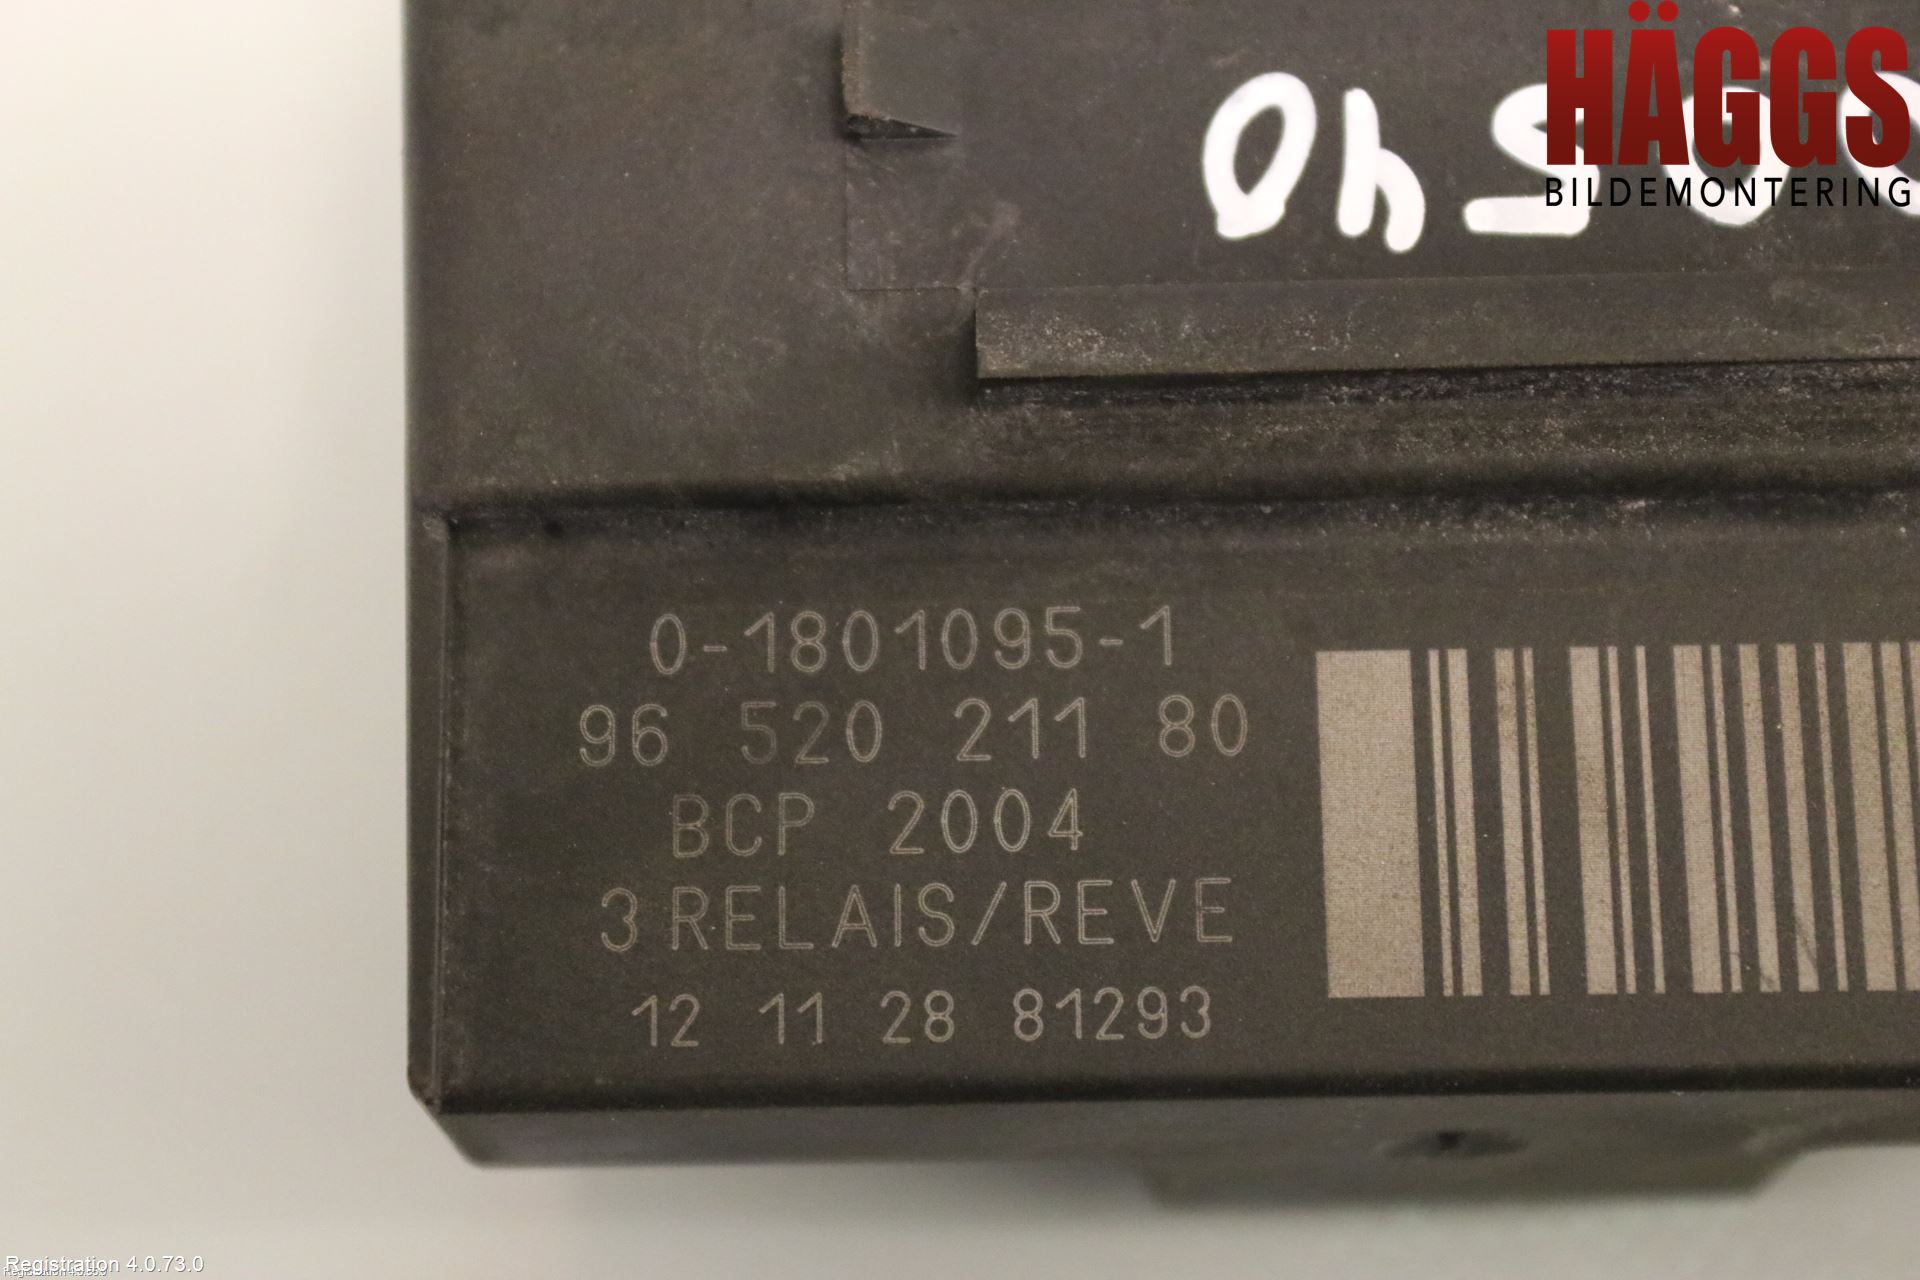 HÄGGS
BILDEMONTERING
0-1801095-1
96 520 211 80
BCP 2004
3 RELAIS/REVE
12 11 28 81293
Registration 4.0.73.0